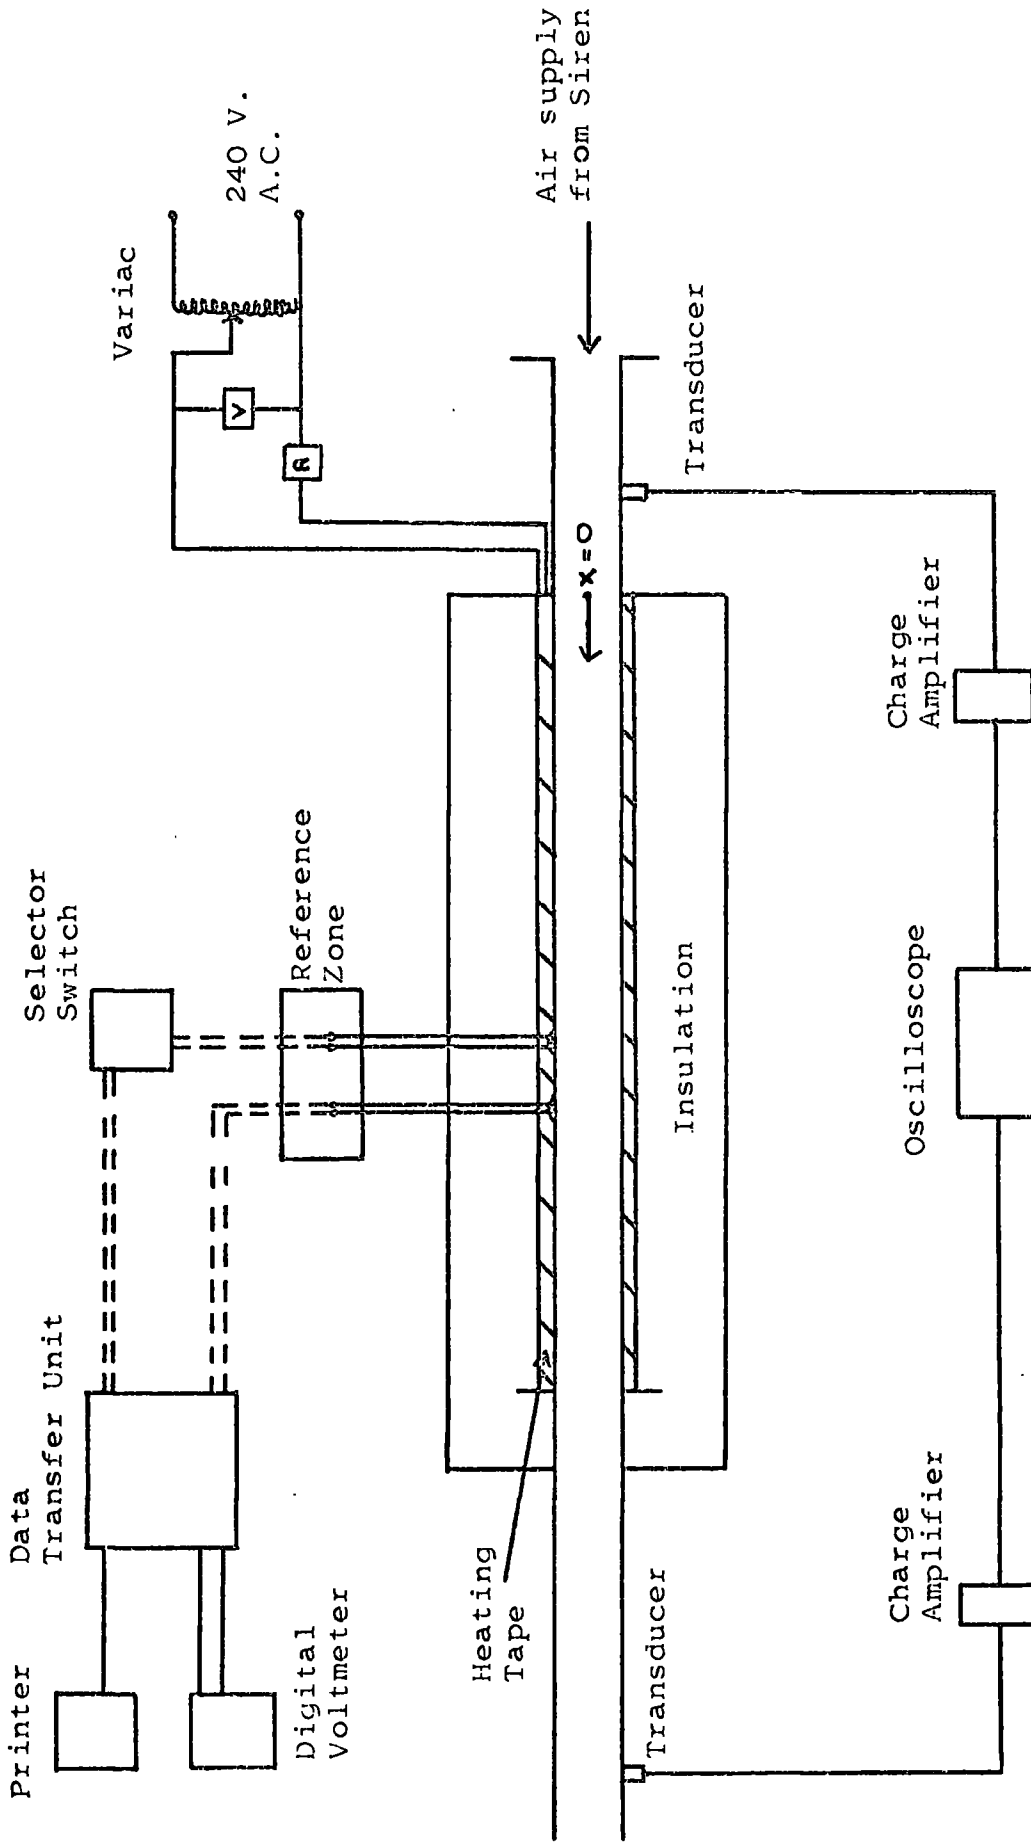 Printer
Data
Transfer Unit
Selector
Switch
Variac
240 V.
A.C.
V
Digital
Voltmeter
Reference
Zone
Air supply
from Siren
x=0
Heating
Tape
Insulation
Transducer
Transducer
Charge
Amplifier
Oscilloscope
Charge
Amplifier